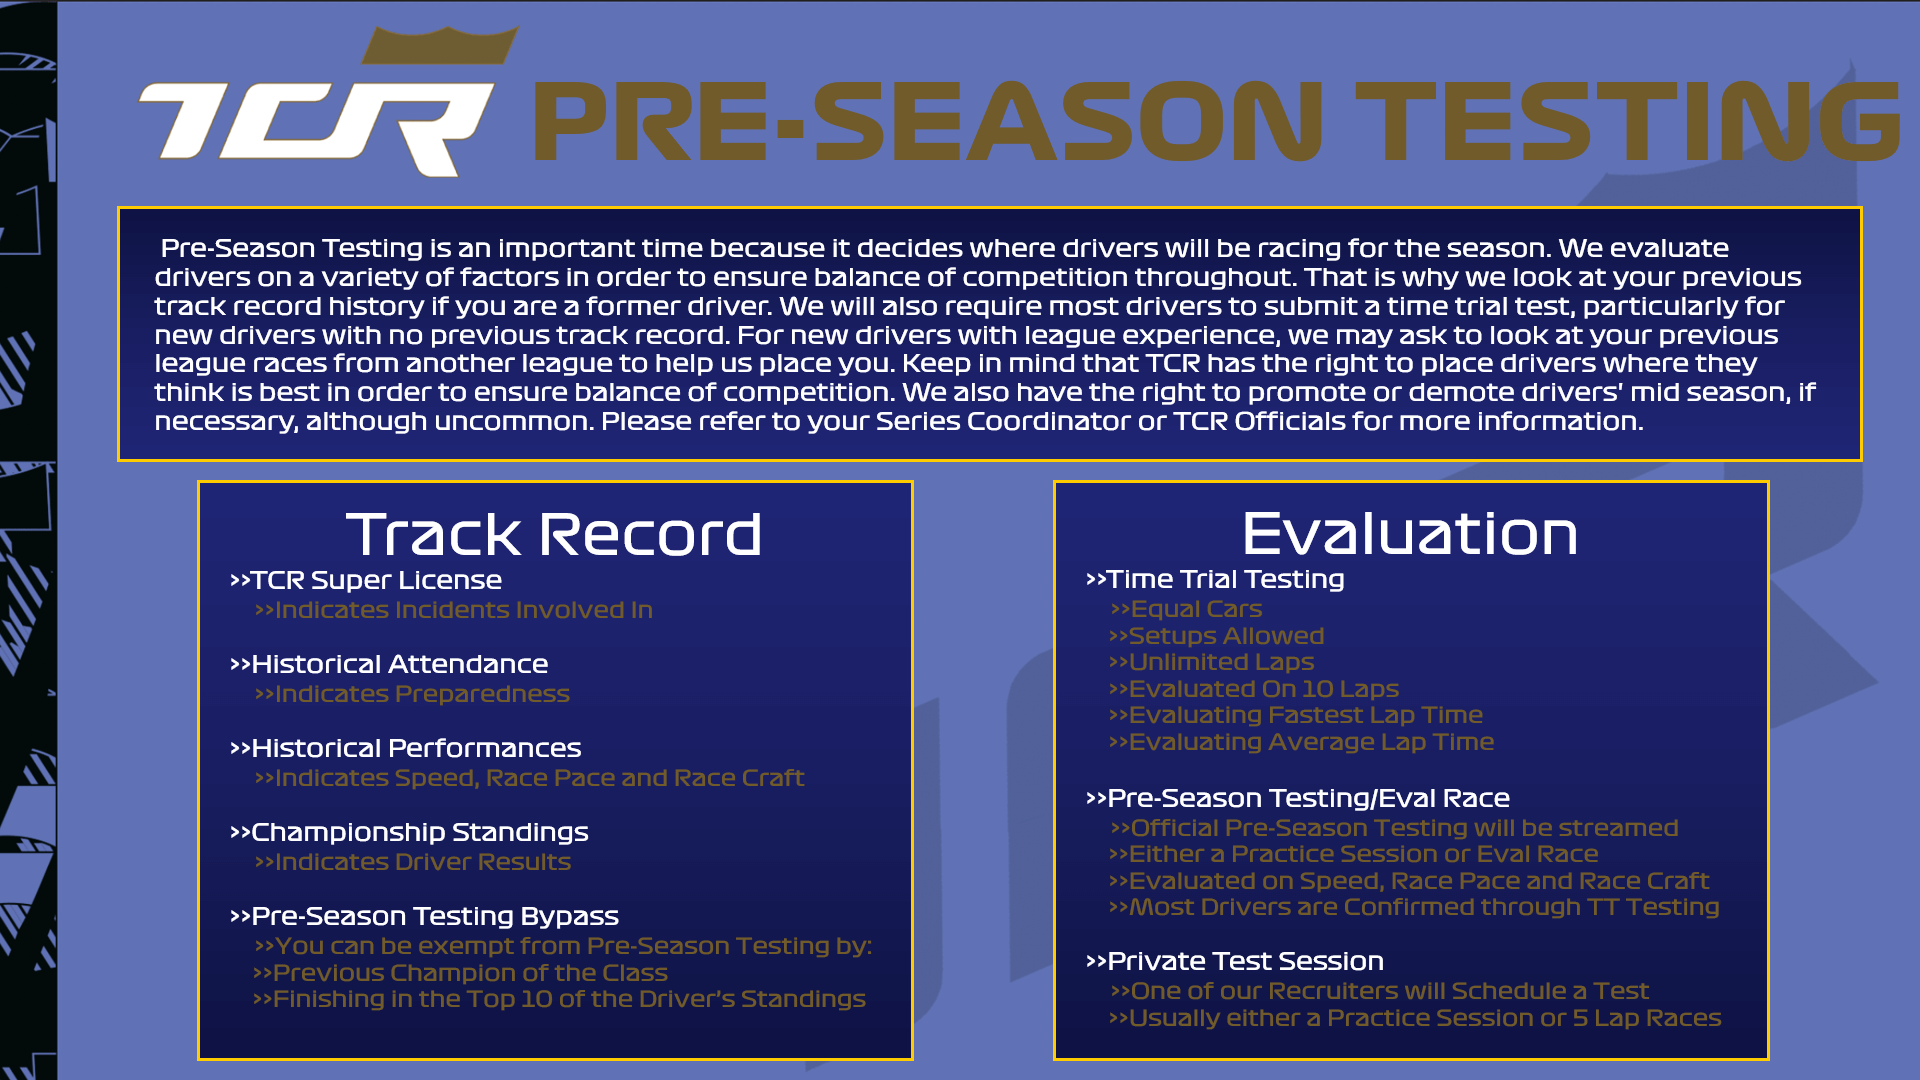 TCR PRE-SEASON TESTING
Pre-Season Testing is an important time because it decides where drivers will be racing for the season. We evaluate
drivers on a variety of factors in order to ensure balance of competition throughout. That is why we look at your previous
track record history if you are a former driver. We will also require most drivers to submit a time trial test, particularly for
new drivers with no previous track record. For new drivers with league experience, we may ask to look at your previous
league races from another league to help us place you. Keep in mind that TCR has the right to place drivers where they
think is best in order to ensure balance of competition. We also have the right to promote or demote drivers' mid season, if
necessary, although uncommon. Please refer to your Series Coordinator or TCR Officials for more information.
Track Record
>>TCR Super License
>>Indicates Incidents Involved In
>>Historical Attendance
>>Indicates Preparedness
>>Historical Performances
>>Indicates Speed, Race Pace and Race Craft
>>Championship Standings
>>Indicates Driver Results
>>Pre-Season Testing Bypass
>>You can be exempt from Pre-Season Testing by:
>>Previous Champion of the Class
>>Finishing in the Top 10 of the Driver's Standings
Evaluation
>>Time Trial Testing
>>Equal Cars
>>Setups Allowed
>>Unlimited Laps
>>Evaluated On 10 Laps
>>Evaluating Fastest Lap Time
>>Evaluating Average Lap Time
>>Pre-Season Testing/Eval Race
>>Official Pre-Season Testing will be streamed
>>Either a Practice Session or Eval Race
>>Evaluated on Speed, Race Pace and Race Craft
>>Most Drivers are Confirmed through TT Testing
>>Private Test Session
>>One of our Recruiters will Schedule a Test
>>Usually either a Practice Session or 5 Lap Races